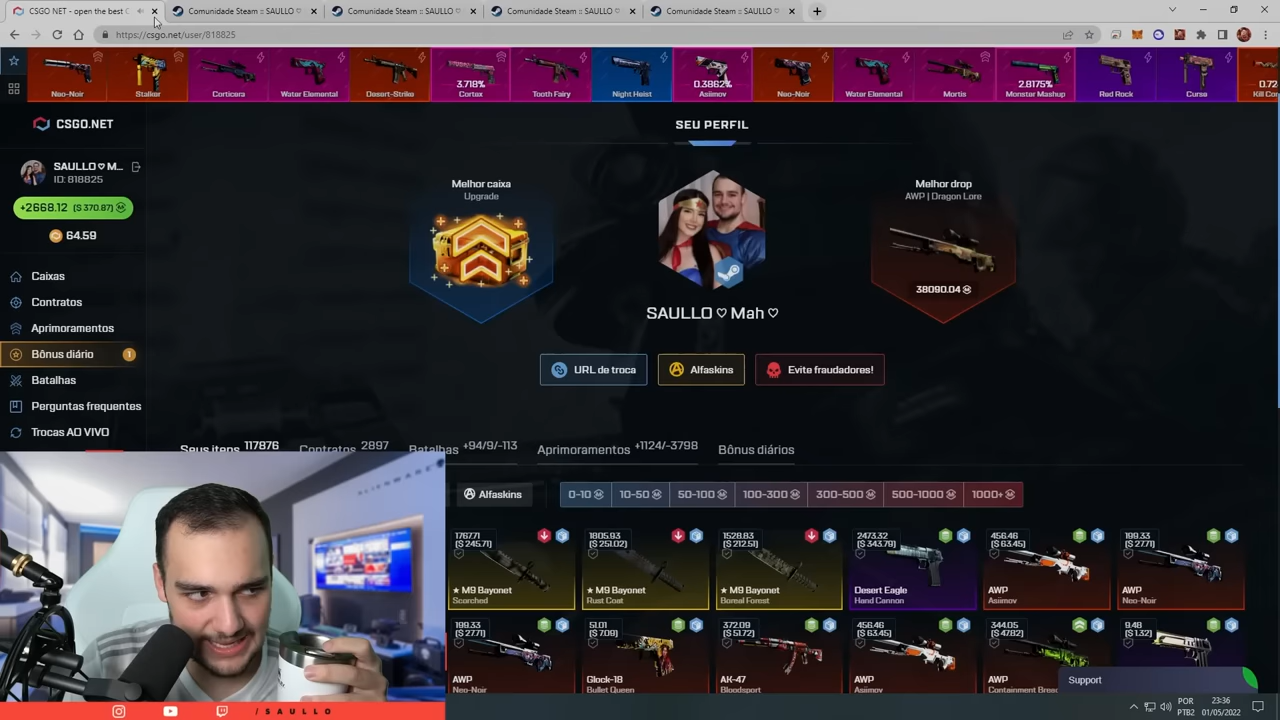 CSGO NET - open the best C
Comunidade Steam :: SAULLO ♡
Comunidade Steam :: SAULLO ♡
Comunidade Steam :: SAULLO ♡
Comunidade Steam :: SAULLO ♡
https://csgo.net/user/818825
3.718% 0.3862% 2.8175% 0.72
Neo-Noir Stalker Corticera Water Elemental Desert-Strike Cortex Tooth Fairy Night Heist Asiimov Neo-Noir Water Elemental Mortis Monster Mashup Red Rock Curse Kill Con
CSGO.NET
SEU PERFIL
SAULLO ♡ M...
ID: 818825
+2668.12 ($ 370.87)
64.59
Melhor caixa
Upgrade
Melhor drop
AWP | Dragon Lore
38090.04
SAULLO ♡ Mah ♡
Caixas
Contratos
Aprimoramentos
Bônus diário 1
Batalhas
Perguntas frequentes
Trocas AO VIVO
URL de troca
Alfaskins
Evite fraudadores!
Seus itens 117876
Contratos 2897
Batalhas +94/9/-113
Aprimoramentos +1124/-3798
Bônus diários
Alfaskins
0-10 10-50 50-100 100-300 300-500 500-1000 1000+
1767.71
($ 245.71)
★ M9 Bayonet
Scorched
1805.93
($ 251.02)
★ M9 Bayonet
Rust Coat
1528.83
($ 212.51)
★ M9 Bayonet
Boreal Forest
2473.32
($ 343.79)
Desert Eagle
Hand Cannon
456.46
($ 63.45)
AWP
Asiimov
199.33
($ 27.71)
AWP
Neo-Noir
199.33
($ 27.71)
AWP
Neo-Noir
51.01
($ 7.09)
Glock-18
Bullet Queen
372.09
($ 51.72)
AK-47
Bloodsport
456.46
($ 63.45)
AWP
Asiimov
344.05
($ 47.82)
AWP
Containment Breac
9.48
($ 1.32)
Support
ALIENWARE
/SAULLO
POR
PTB2
23:36
01/05/2022